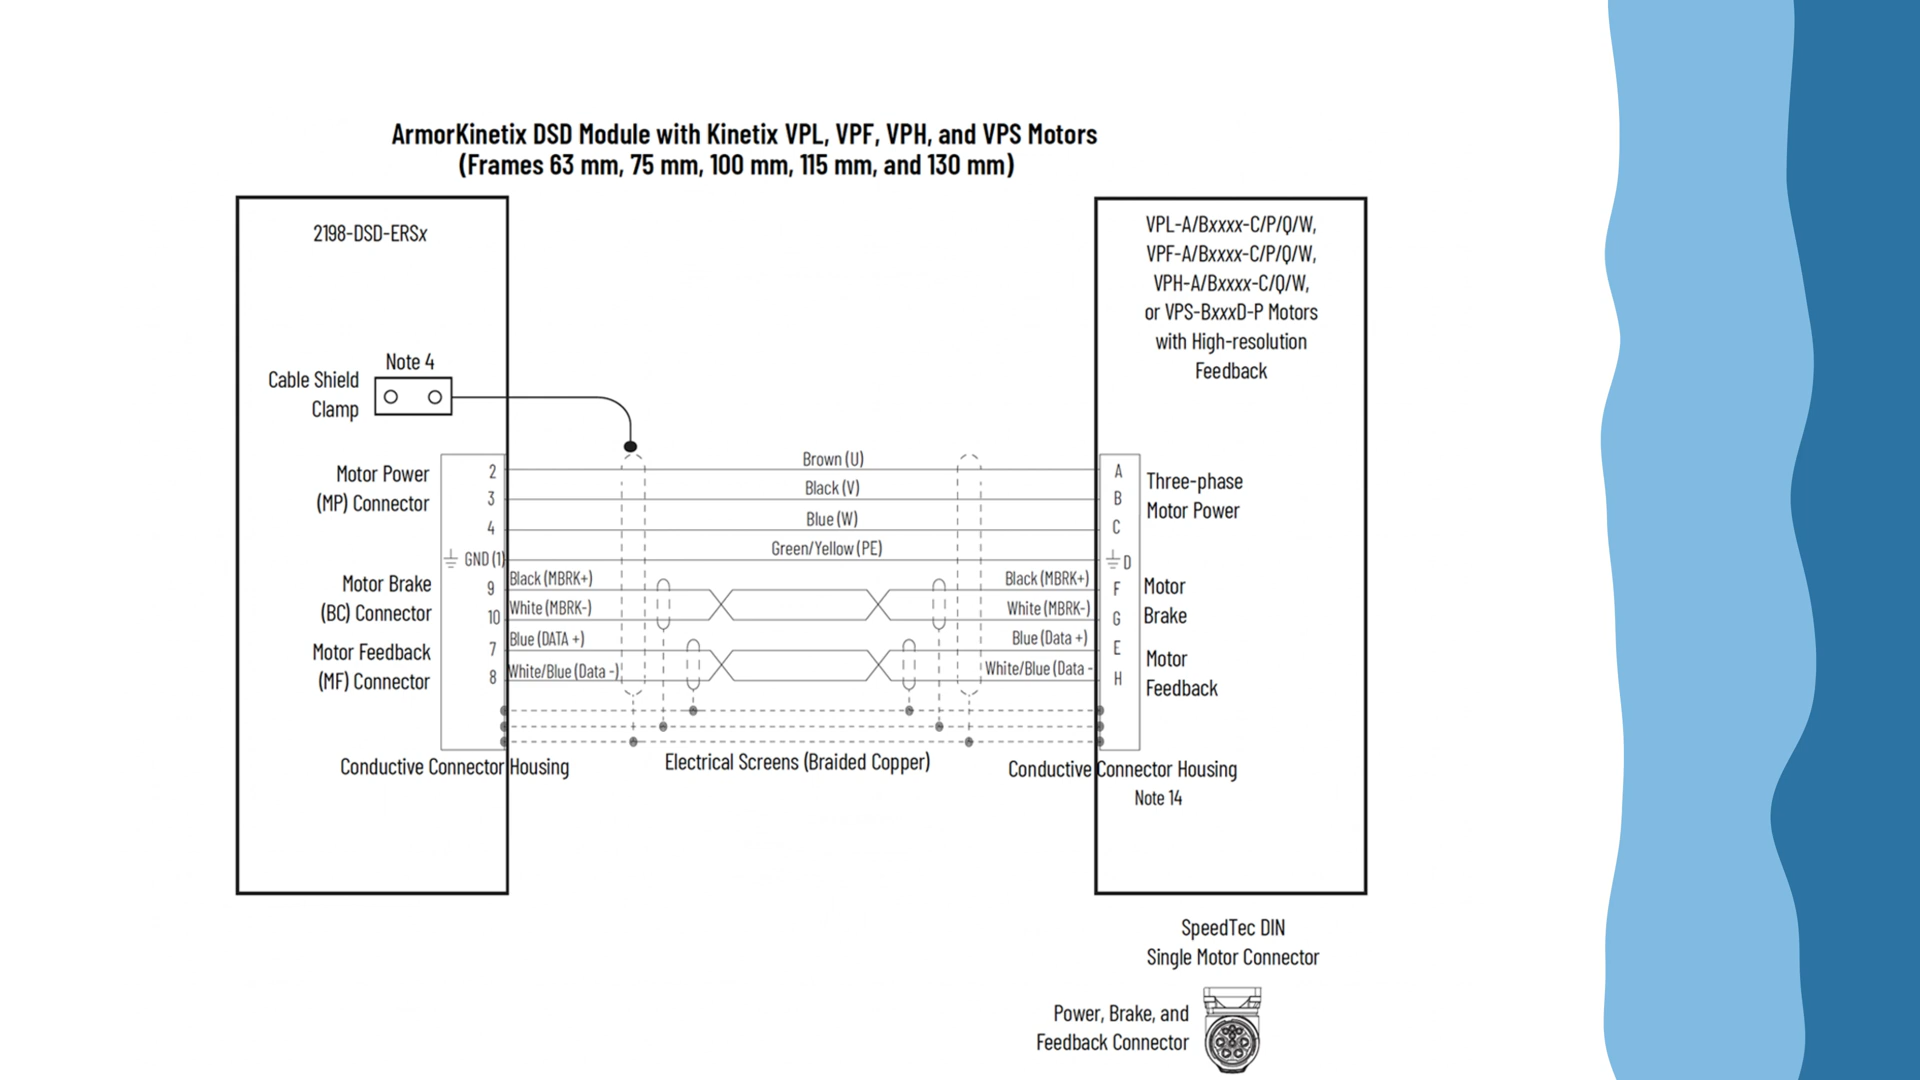 ArmorKinetix DSD Module with Kinetix VPL, VPF, VPH, and VPS Motors
(Frames 63 mm, 75 mm, 100 mm, 115 mm, and 130 mm)
2198-DSD-ERSx
VPL-A/Bxxxx-C/P/Q/W,
VPF-A/Bxxxx-C/P/Q/W,
VPH-A/Bxxxx-C/Q/W,
or VPS-BxxxD-P Motors
with High-resolution
Feedback
Note 4
Cable Shield
Clamp
Motor Power
(MP) Connector
2
3
4
GND (1)
Brown (U)
Black (V)
Blue (W)
Green/Yellow (PE)
A
B
C
D
Three-phase
Motor Power
Motor Brake
(BC) Connector
9
10
Black (MBRK+)
White (MBRK-)
Black (MBRK+)
White (MBRK-)
F
G
Motor
Brake
Motor Feedback
(MF) Connector
7
8
Blue (DATA +)
White/Blue (Data -)
Blue (Data +)
White/Blue (Data -
E
H
Motor
Feedback
Conductive Connector Housing
Electrical Screens (Braided Copper)
Conductive Connector Housing
Note 14
SpeedTec DIN
Single Motor Connector
Power, Brake, and
Feedback Connector